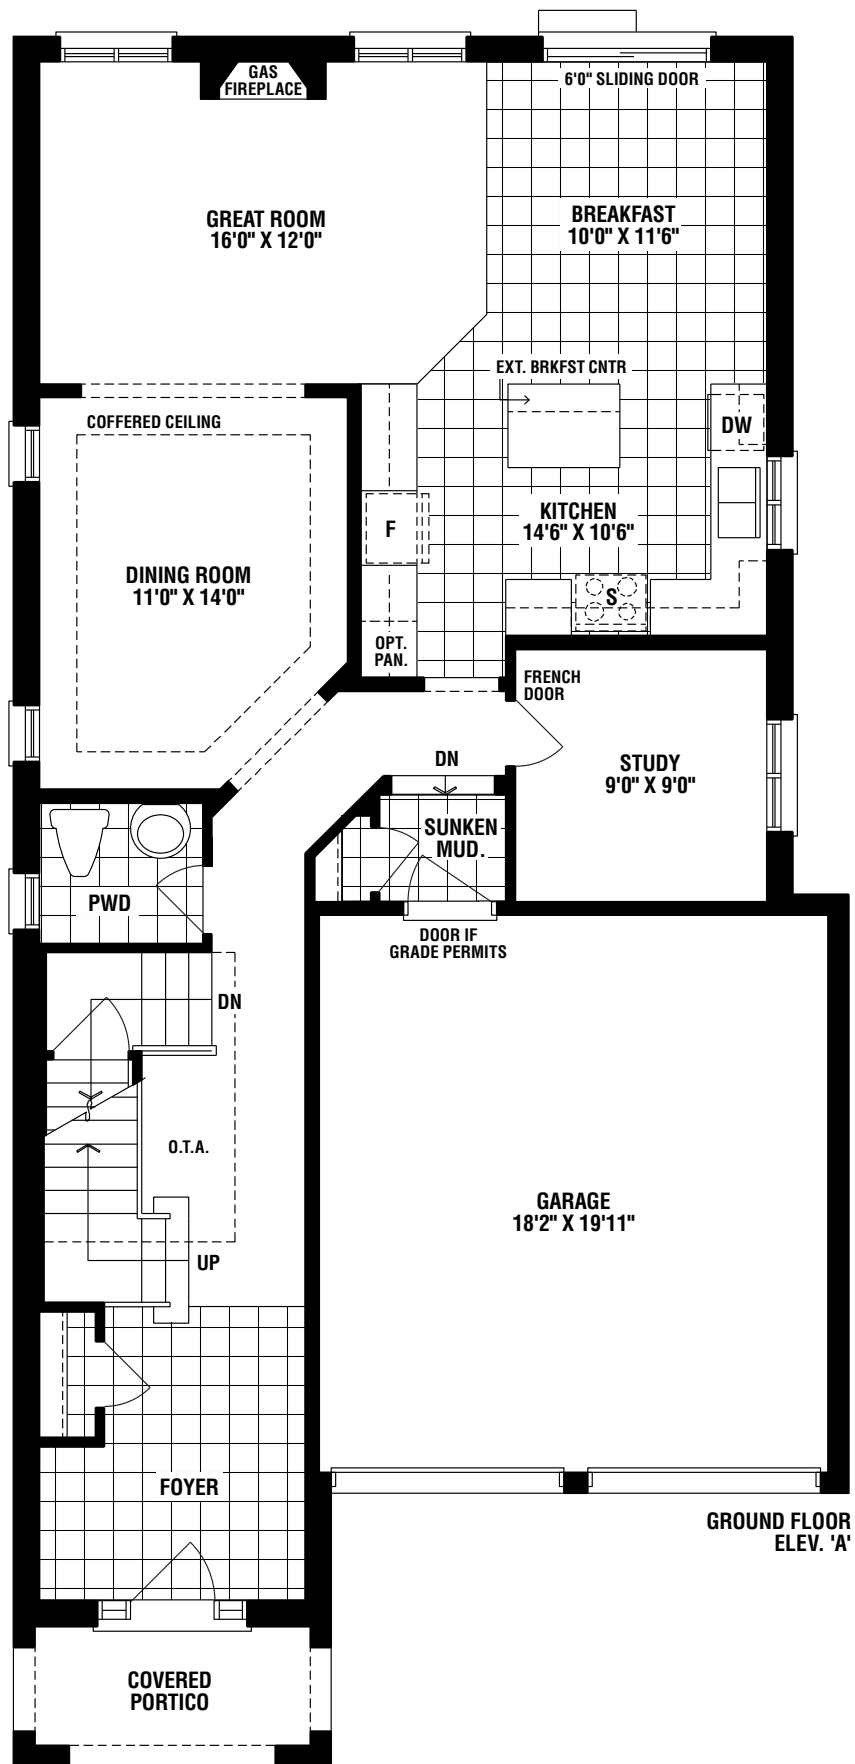 GAS
FIREPLACE
6'0" SLIDING DOOR
GREAT ROOM
16'0" X 12'0"
BREAKFAST
10'0" X 11'6"
EXT. BRKFST CNTR
COFFERED CEILING
DW
F
KITCHEN
14'6" X 10'6"
DINING ROOM
11'0" X 14'0"
S
OPT.
PAN.
FRENCH
DOOR
DN
STUDY
9'0" X 9'0"
SUNKEN
MUD.
PWD
DOOR IF
GRADE PERMITS
DN
O.T.A.
GARAGE
18'2" X 19'11"
UP
FOYER
GROUND FLOOR
ELEV. 'A'
COVERED
PORTICO